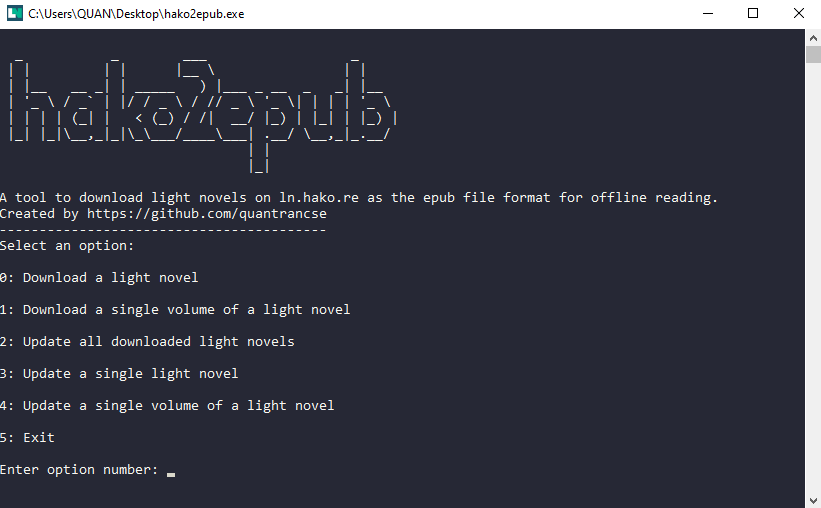 C:\Users\QUAN\Desktop\hako2epub.exe
hako2epub
A tool to download light novels on ln.hako.re as the epub file format for offline reading.
Created by https://github.com/quantrancse
-----------------------------------------
Select an option:
0: Download a light novel
1: Download a single volume of a light novel
2: Update all downloaded light novels
3: Update a single light novel
4: Update a single volume of a light novel
5: Exit
Enter option number: _